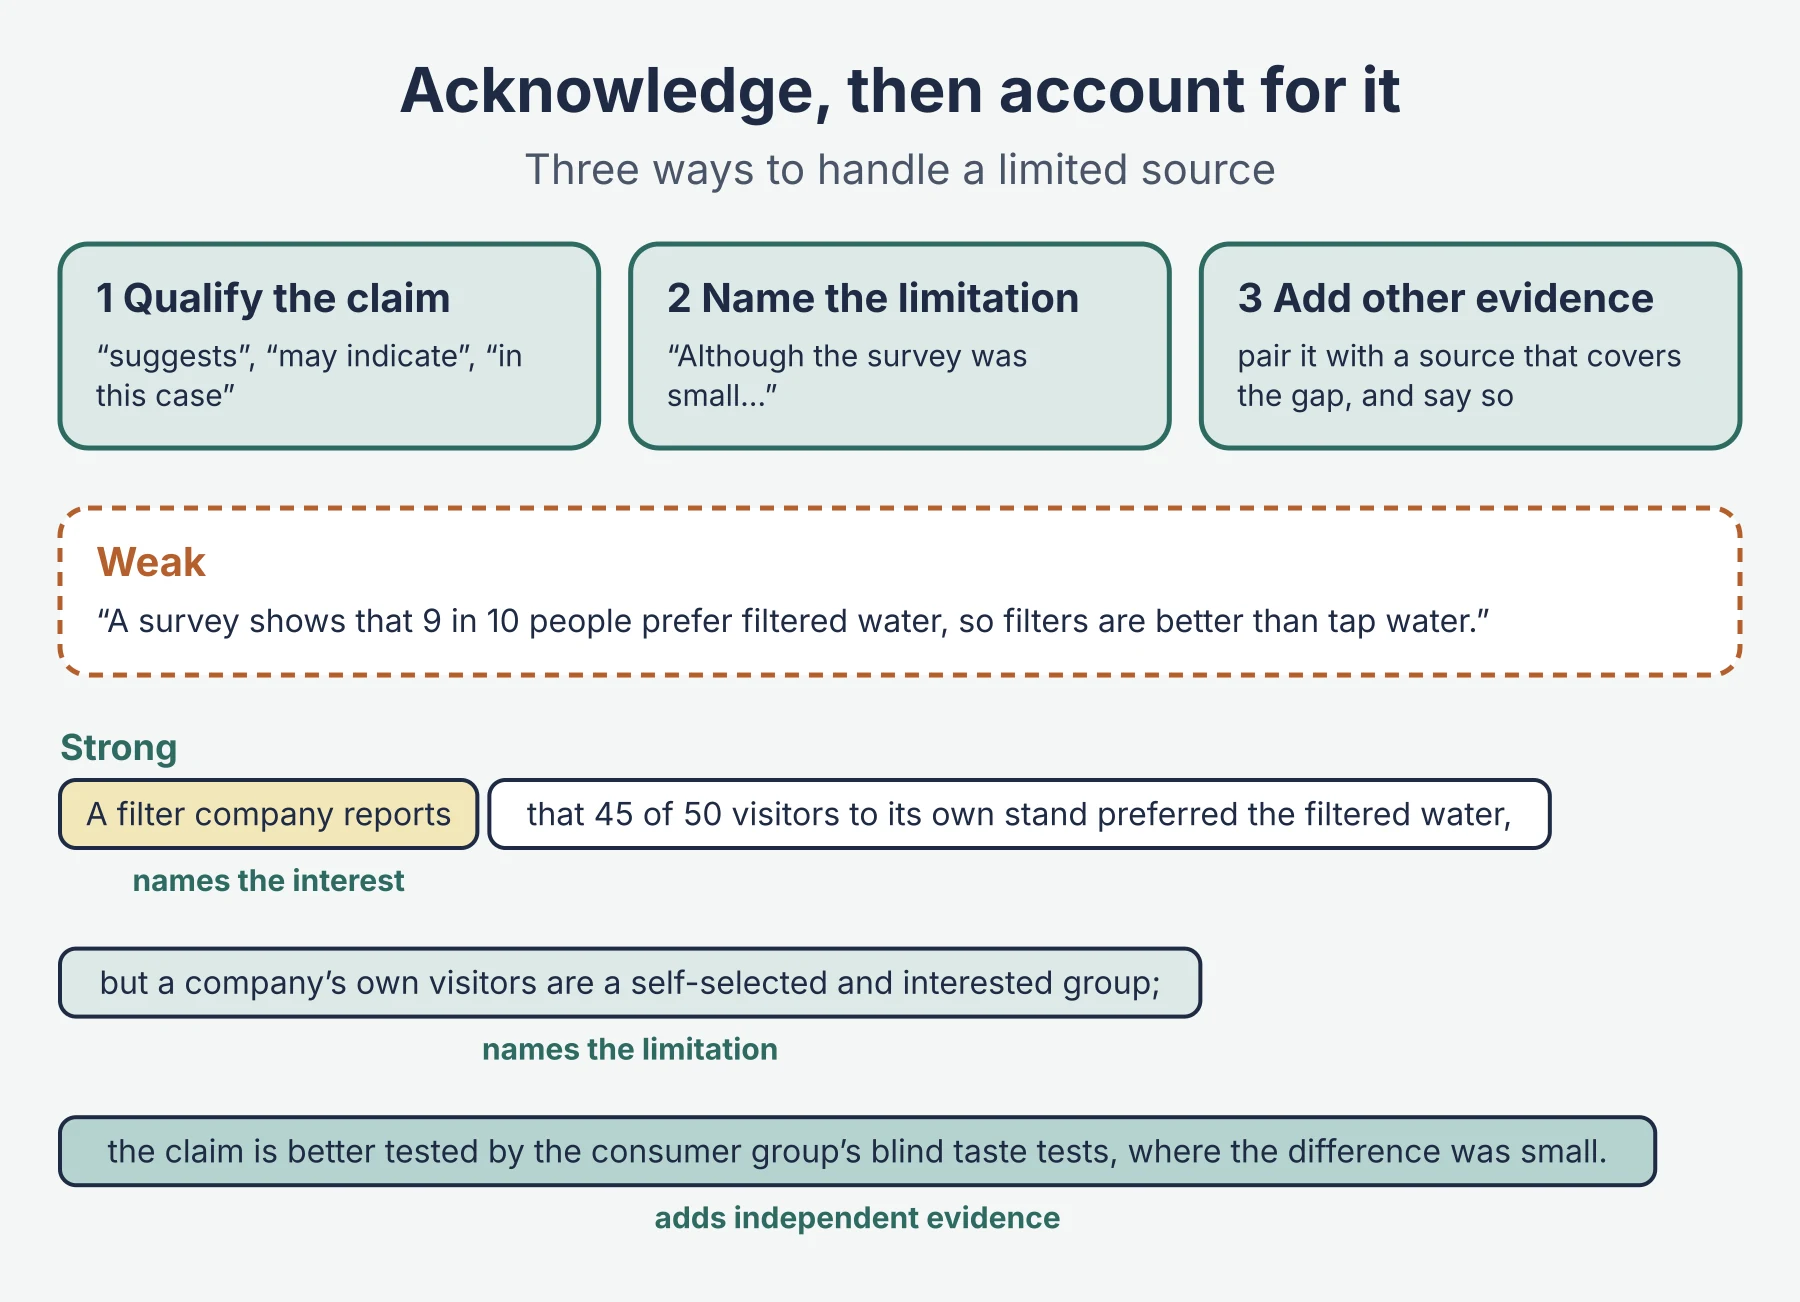 Acknowledge, then account for it
Three ways to handle a limited source
1 Qualify the claim
“suggests”, “may indicate”, “in
this case”
2 Name the limitation
“Although the survey was
small...”
3 Add other evidence
pair it with a source that covers
the gap, and say so
Weak
“A survey shows that 9 in 10 people prefer filtered water, so filters are better than tap water.”
Strong
A filter company reports
that 45 of 50 visitors to its own stand preferred the filtered water,
names the interest
but a company’s own visitors are a self-selected and interested group;
names the limitation
the claim is better tested by the consumer group’s blind taste tests, where the difference was small.
adds independent evidence